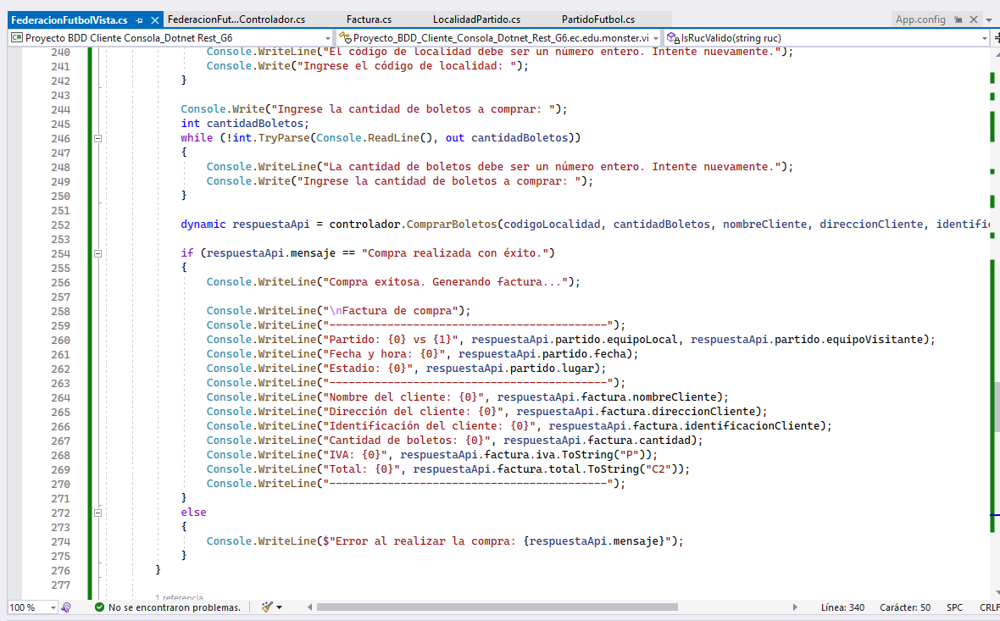 FederacionFutbolVista.cs FederacionFut...Controlador.cs Factura.cs LocalidadPartido.cs PartidoFutbol.cs App.config
C# Proyecto BDD Cliente Consola_Dotnet Rest_G6 Proyecto_BDD_Cliente_Consola_Dotnet_Rest_G6.ec.edu.monster.vi IsRucValido(string ruc)
240 Console.WriteLine("El código de localidad debe ser un número entero. Intente nuevamente.");
241 Console.Write("Ingrese el código de localidad: ");
242 }
243
244 Console.Write("Ingrese la cantidad de boletos a comprar: ");
245 int cantidadBoletos;
246 while (!int.TryParse(Console.ReadLine(), out cantidadBoletos))
247 {
248 Console.WriteLine("La cantidad de boletos debe ser un número entero. Intente nuevamente.");
249 Console.Write("Ingrese la cantidad de boletos a comprar: ");
250 }
251
252 dynamic respuestaApi = controlador.ComprarBoletos(codigoLocalidad, cantidadBoletos, nombreCliente, direccionCliente, identifi
253
254 if (respuestaApi.mensaje == "Compra realizada con éxito.")
255 {
256 Console.WriteLine("Compra exitosa. Generando factura...");
257
258 Console.WriteLine("\nFactura de compra");
259 Console.WriteLine("-------------------------------------------");
260 Console.WriteLine("Partido: {0} vs {1}", respuestaApi.partido.equipoLocal, respuestaApi.partido.equipoVisitante);
261 Console.WriteLine("Fecha y hora: {0}", respuestaApi.partido.fecha);
262 Console.WriteLine("Estadio: {0}", respuestaApi.partido.lugar);
263 Console.WriteLine("-------------------------------------------");
264 Console.WriteLine("Nombre del cliente: {0}", respuestaApi.factura.nombreCliente);
265 Console.WriteLine("Dirección del cliente: {0}", respuestaApi.factura.direccionCliente);
266 Console.WriteLine("Identificación del cliente: {0}", respuestaApi.factura.identificacionCliente);
267 Console.WriteLine("Cantidad de boletos: {0}", respuestaApi.factura.cantidad);
268 Console.WriteLine("IVA: {0}", respuestaApi.factura.iva.ToString("P"));
269 Console.WriteLine("Total: {0}", respuestaApi.factura.total.ToString("C2"));
270 Console.WriteLine("-------------------------------------------");
271 }
272 else
273 {
274 Console.WriteLine($"Error al realizar la compra: {respuestaApi.mensaje}");
275 }
276 }
277
1 referencia
100 % No se encontraron problemas. Línea: 340 Carácter: 50 SPC CRLF